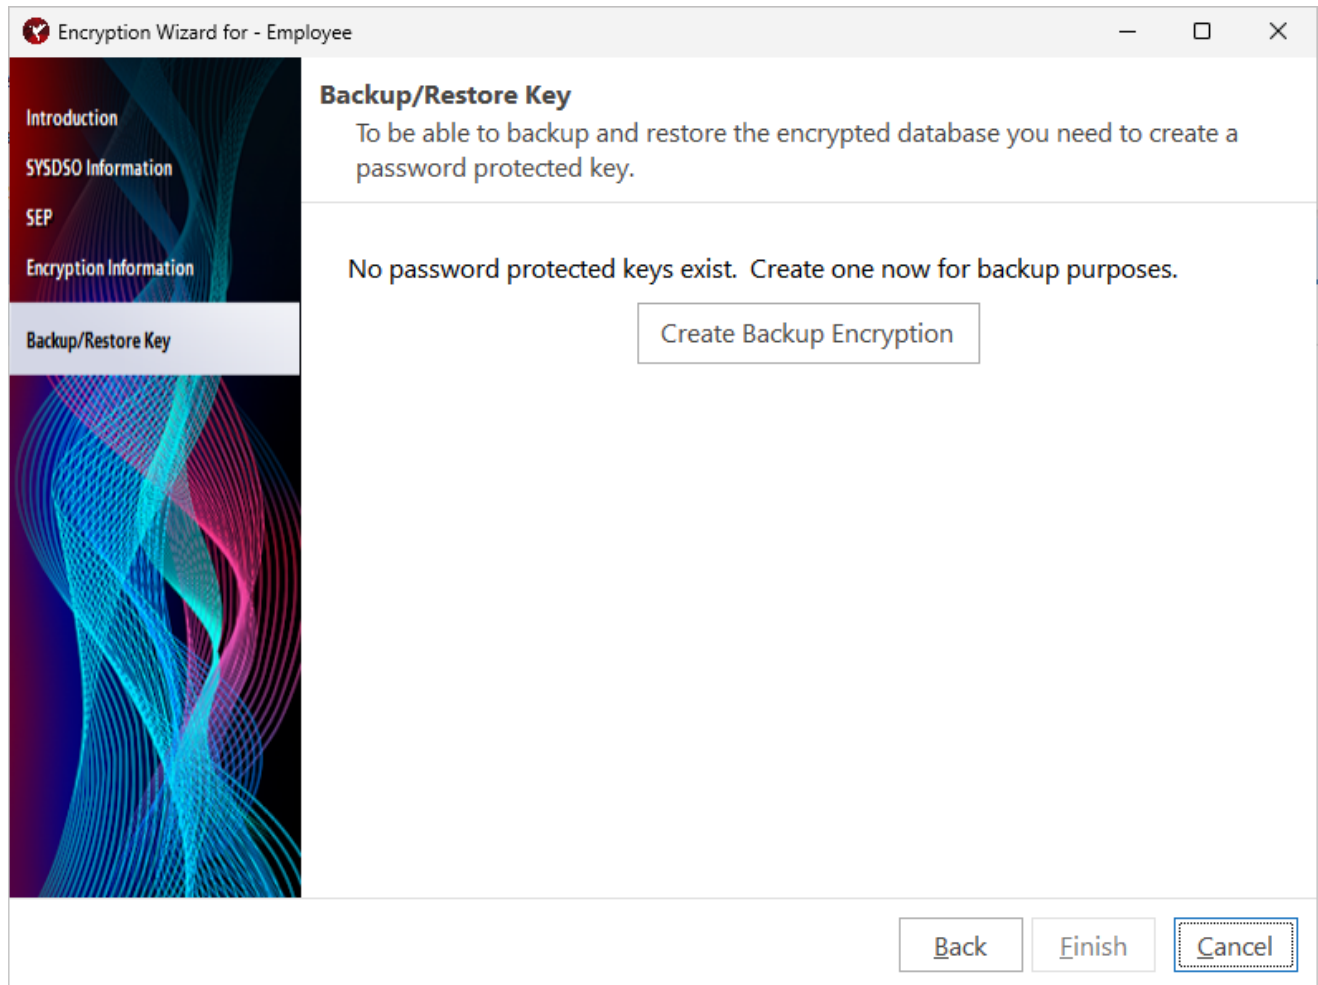 Encryption Wizard for - Employee
Introduction
SYSDSO Information
SEP
Encryption Information
Backup/Restore Key
Backup/Restore Key
To be able to backup and restore the encrypted database you need to create a
password protected key.
No password protected keys exist.  Create one now for backup purposes.
Create Backup Encryption
Back
Finish
Cancel